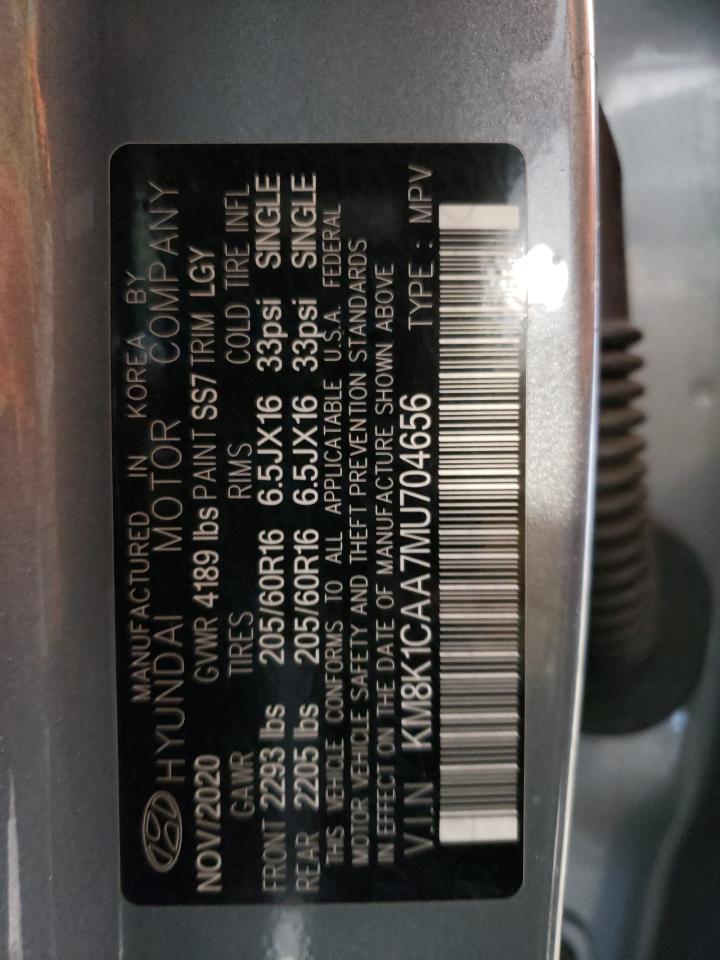 MANUFACTURED IN KOREA BY
HYUNDAI MOTOR COMPANY
NOV/2020 GVWR 4189 lbs PAINT SS7 TRIM LGY
GAWR TIRES RIMS COLD TIRE INFL
FRONT 2293 lbs 205/60R16 6.5JX16 33psi SINGLE
REAR 2205 lbs 205/60R16 6.5JX16 33psi SINGLE
THIS VEHICLE CONFORMS TO ALL APPLICATABLE U.S.A. FEDERAL
MOTOR VEHICLE SAFETY AND THEFT PREVENTION STANDARDS
IN EFFECT ON THE DATE OF MANUFACTURE SHOWN ABOVE
V.I.N KM8K1CAA7MU704656 TYPE : MPV